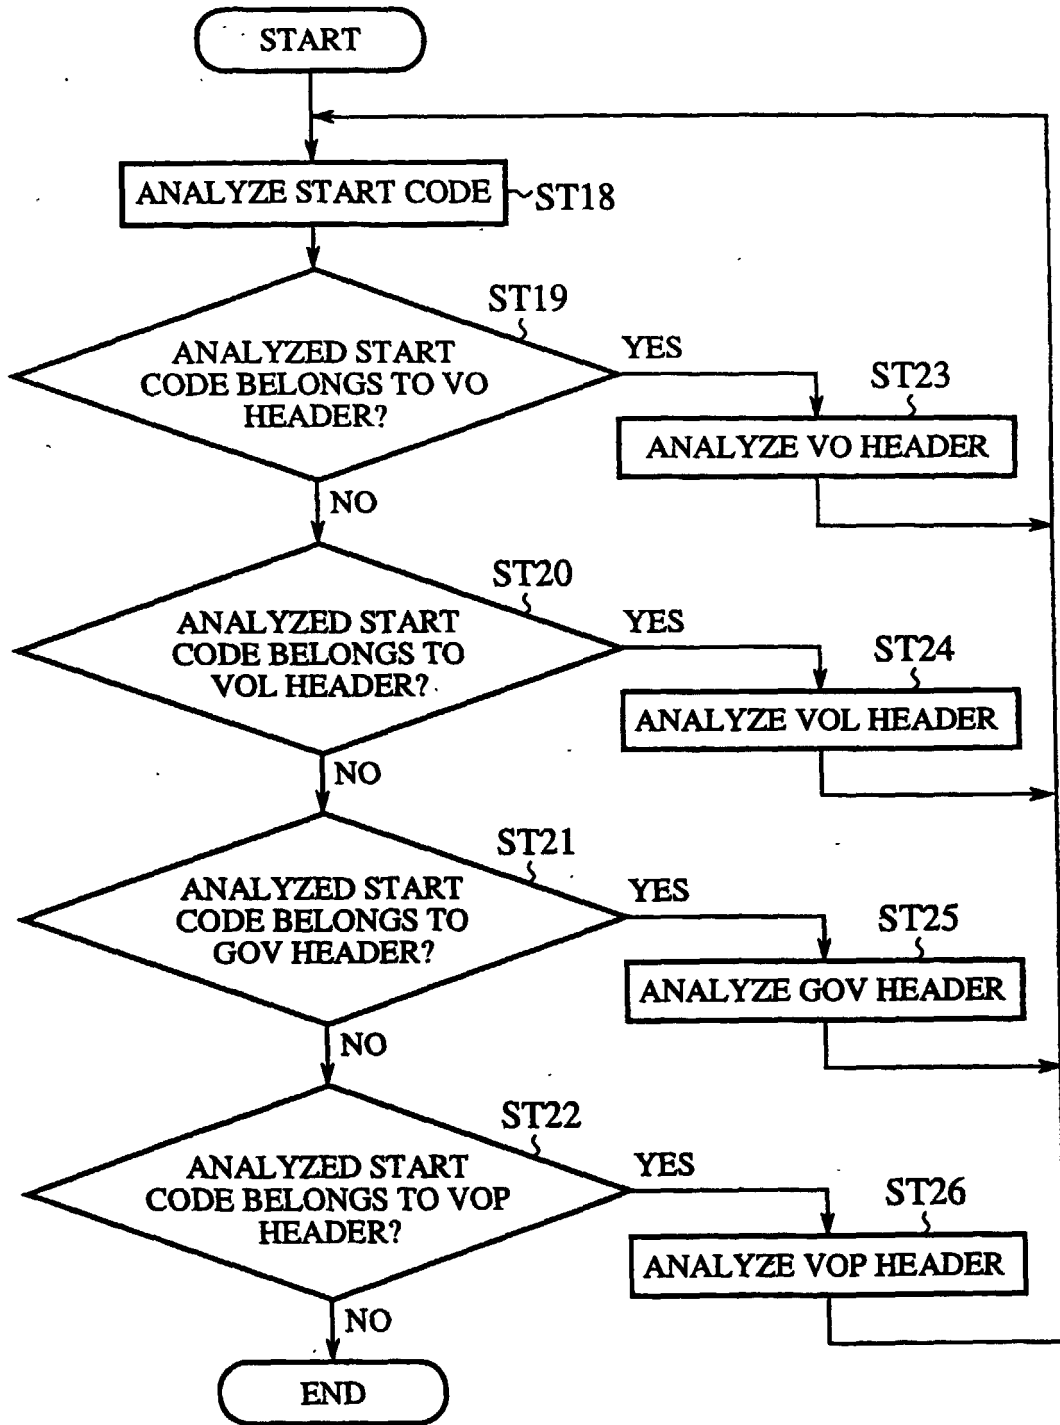 START
ANALYZE START CODE
ST18
ST19
ANALYZED START
CODE BELONGS TO VO
HEADER?
YES
ST23
ANALYZE VO HEADER
NO
ST20
ANALYZED START
CODE BELONGS TO
VOL HEADER?
YES
ST24
ANALYZE VOL HEADER
NO
ST21
ANALYZED START
CODE BELONGS TO
GOV HEADER?
YES
ST25
ANALYZE GOV HEADER
NO
ST22
ANALYZED START
CODE BELONGS TO VOP
HEADER?
YES
ST26
ANALYZE VOP HEADER
NO
END